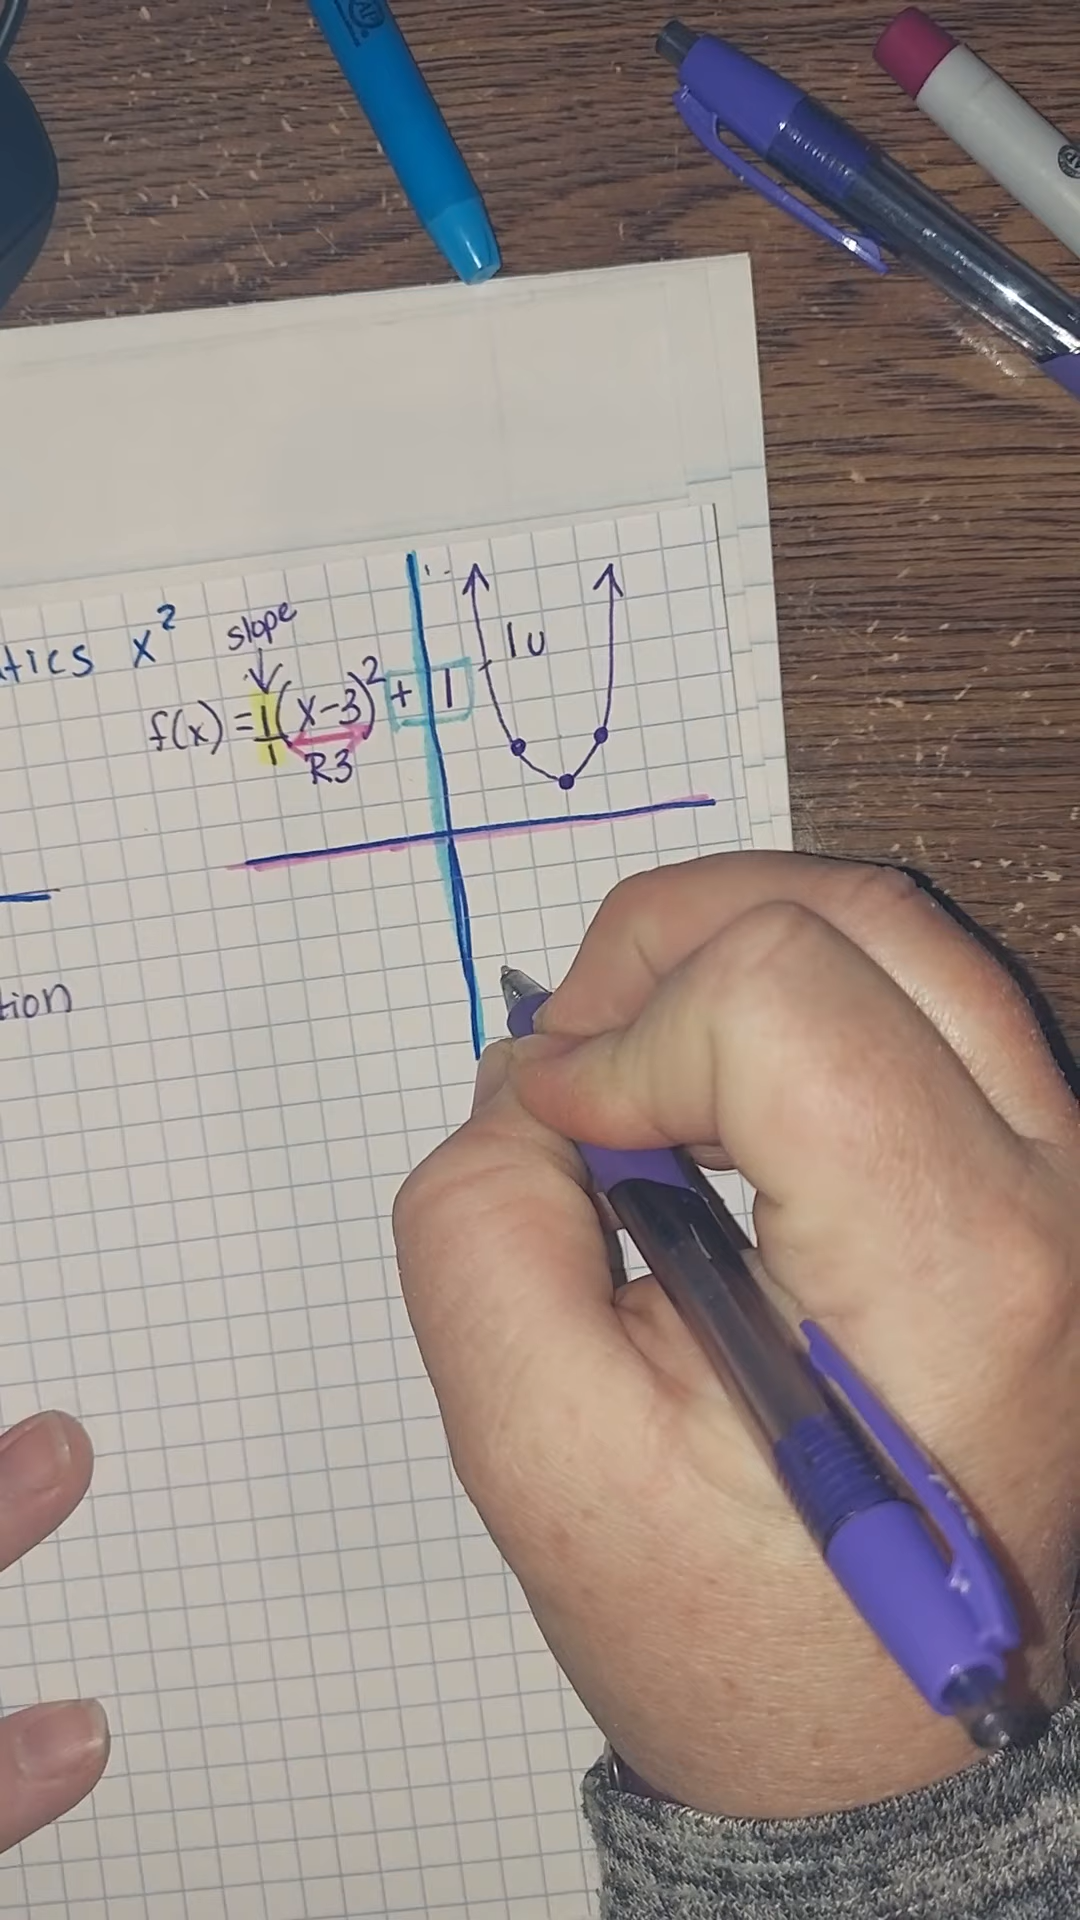 tics x²
slope
f(x) = 1/1 (x-3)² + 1
1U
R3
tion